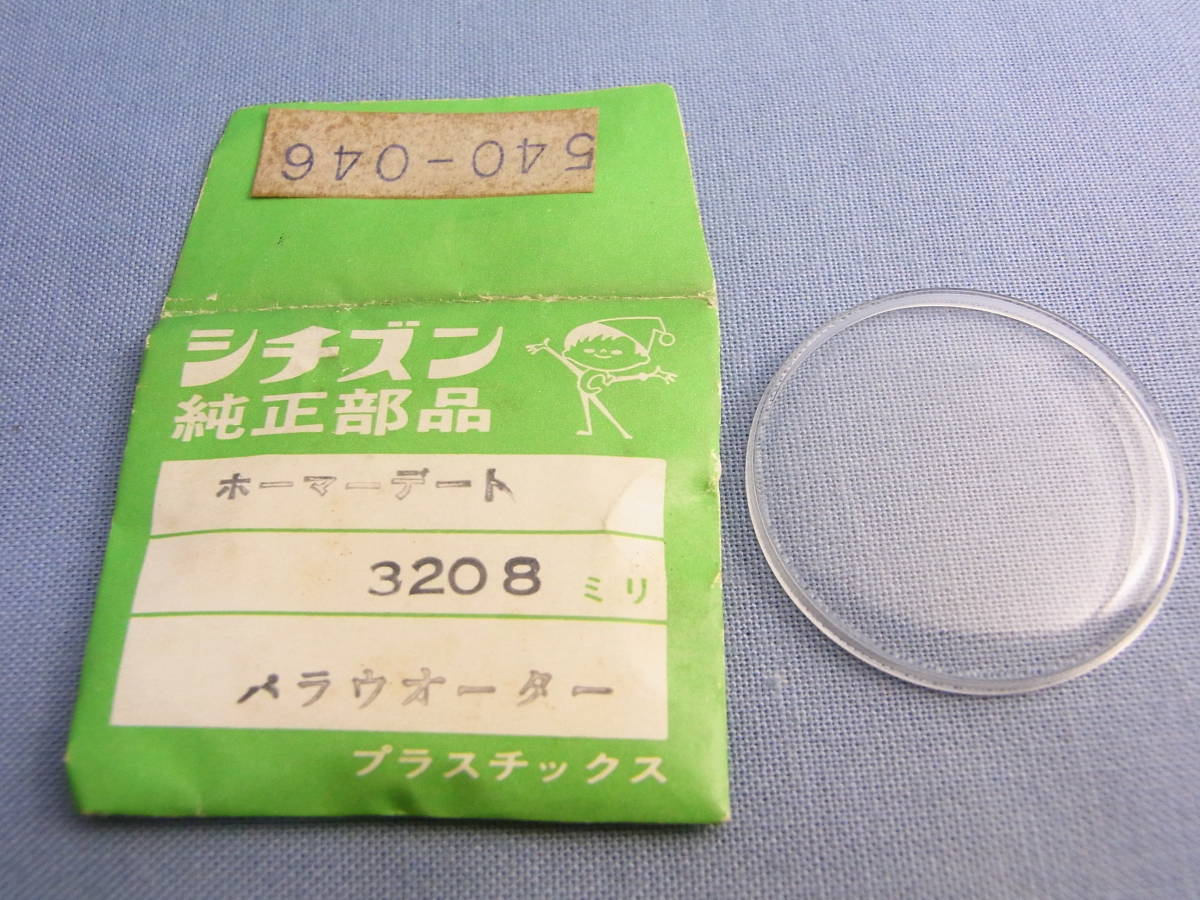 540-046
シチズン
純正部品
ホーマーデート
3208 ミリ
パラウオーター
プラスチックス